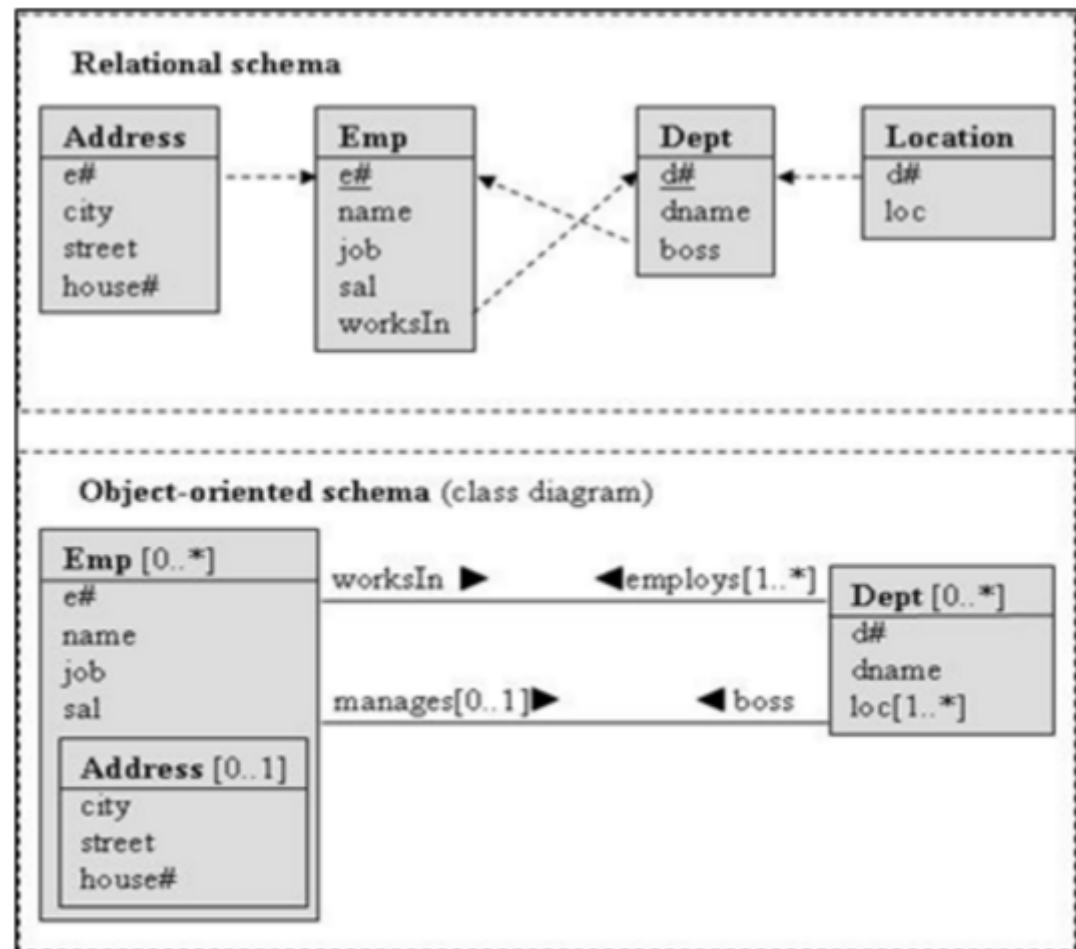 Relational schema
Address
e#
city
street
house#
Emp
e#
name
job
sal
worksIn
Dept
d#
dname
boss
Location
d#
loc
Object-oriented schema (class diagram)
Emp [0..*]
e#
name
job
sal
Address [0..1]
city
street
house#
worksIn ▶ ◀employs[1..*]
manages[0..1]▶ ◀ boss
Dept [0..*]
d#
dname
loc[1..*]